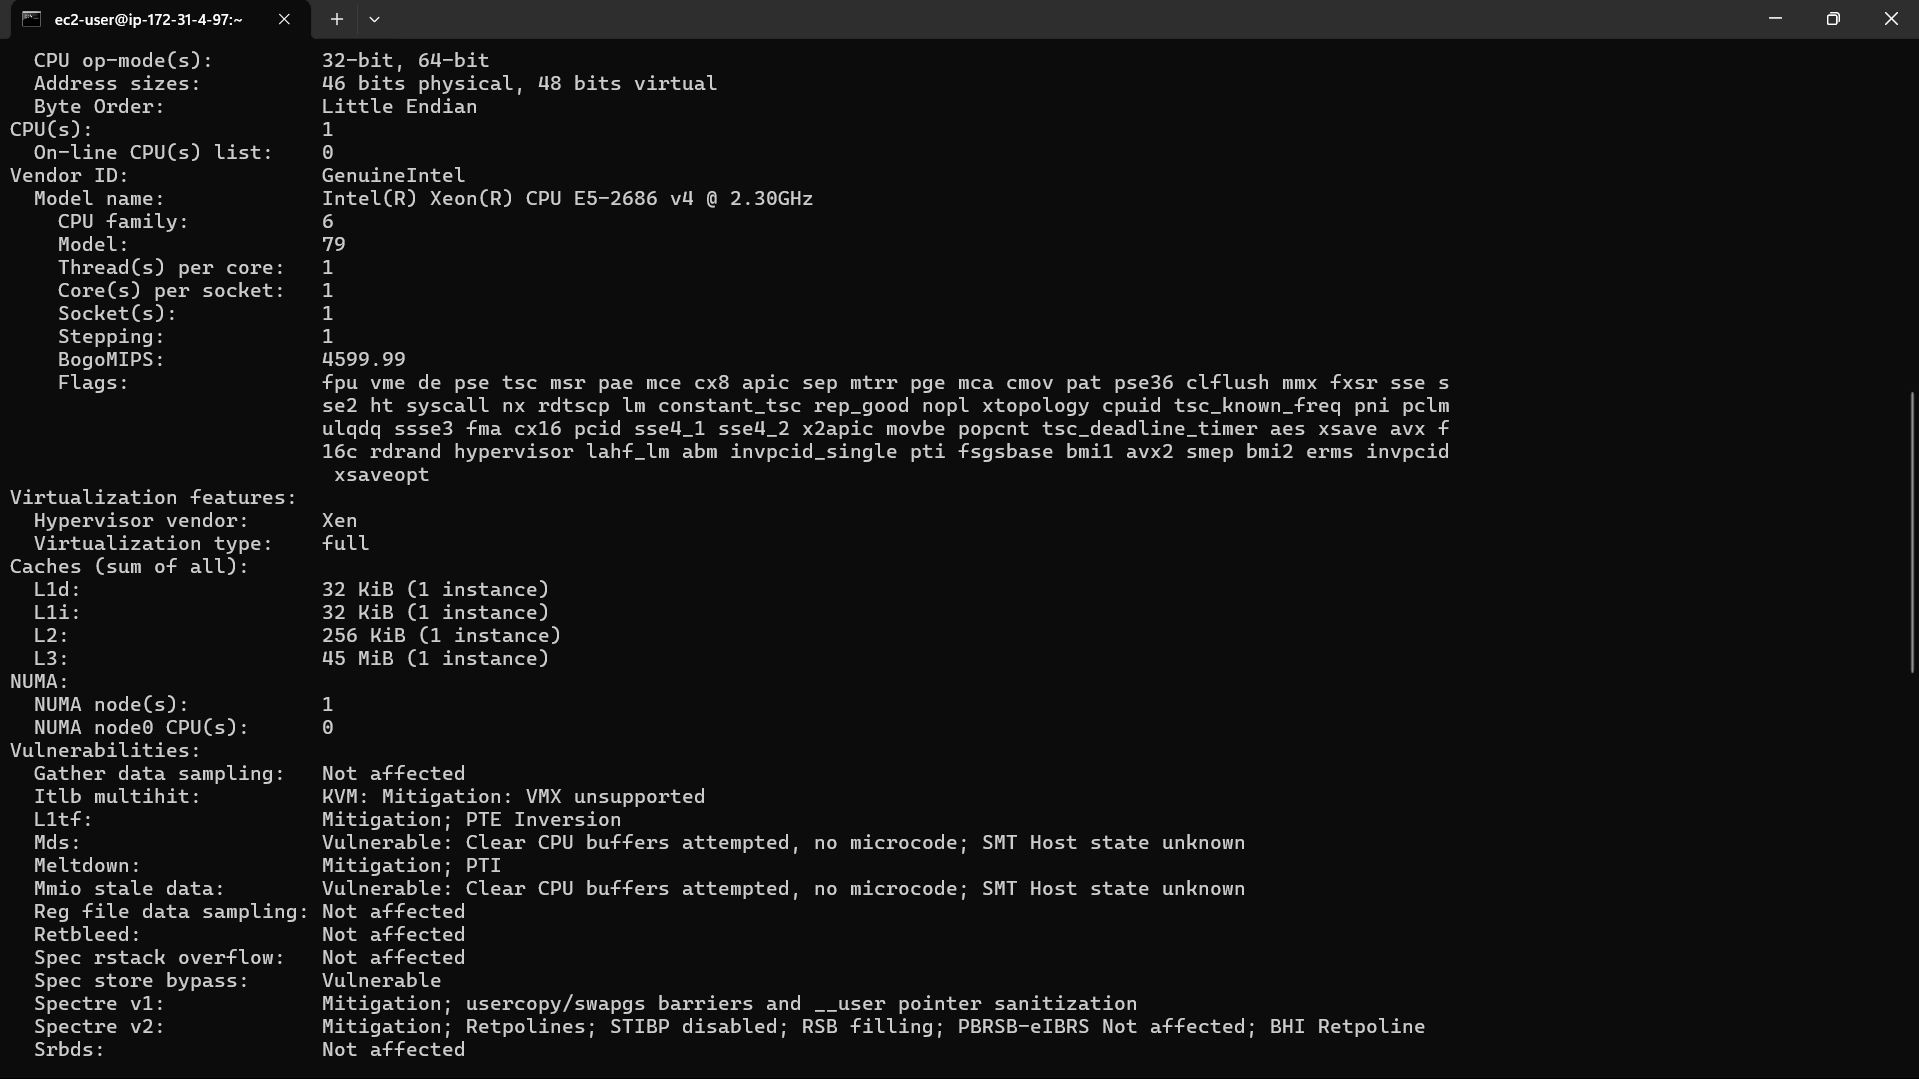 ec2-user@ip-172-31-4-97:~
CPU op-mode(s): 32-bit, 64-bit
Address sizes: 46 bits physical, 48 bits virtual
Byte Order: Little Endian
CPU(s): 1
On-line CPU(s) list: 0
Vendor ID: GenuineIntel
Model name: Intel(R) Xeon(R) CPU E5-2686 v4 @ 2.30GHz
CPU family: 6
Model: 79
Thread(s) per core: 1
Core(s) per socket: 1
Socket(s): 1
Stepping: 1
BogoMIPS: 4599.99
Flags: fpu vme de pse tsc msr pae mce cx8 apic sep mtrr pge mca cmov pat pse36 clflush mmx fxsr sse s
se2 ht syscall nx rdtscp lm constant_tsc rep_good nopl xtopology cpuid tsc_known_freq pni pclm
ulqdq ssse3 fma cx16 pcid sse4_1 sse4_2 x2apic movbe popcnt tsc_deadline_timer aes xsave avx f
16c rdrand hypervisor lahf_lm abm invpcid_single pti fsgsbase bmi1 avx2 smep bmi2 erms invpcid
xsaveopt
Virtualization features:
Hypervisor vendor: Xen
Virtualization type: full
Caches (sum of all):
L1d: 32 KiB (1 instance)
L1i: 32 KiB (1 instance)
L2: 256 KiB (1 instance)
L3: 45 MiB (1 instance)
NUMA:
NUMA node(s): 1
NUMA node0 CPU(s): 0
Vulnerabilities:
Gather data sampling: Not affected
Itlb multihit: KVM: Mitigation: VMX unsupported
L1tf: Mitigation; PTE Inversion
Mds: Vulnerable: Clear CPU buffers attempted, no microcode; SMT Host state unknown
Meltdown: Mitigation; PTI
Mmio stale data: Vulnerable: Clear CPU buffers attempted, no microcode; SMT Host state unknown
Reg file data sampling: Not affected
Retbleed: Not affected
Spec rstack overflow: Not affected
Spec store bypass: Vulnerable
Spectre v1: Mitigation; usercopy/swapgs barriers and __user pointer sanitization
Spectre v2: Mitigation; Retpolines; STIBP disabled; RSB filling; PBRSB-eIBRS Not affected; BHI Retpoline
Srbds: Not affected